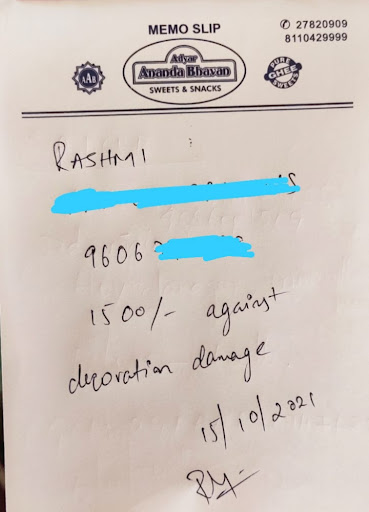 MEMO SLIP
✆ 27820909
8110429999
AAB
Adyar
Ananda Bhavan
SWEETS & SNACKS
PURE
GHEE
SWEETS
RASHMI
9606
1500/- against
decoration damage
15/10/2021